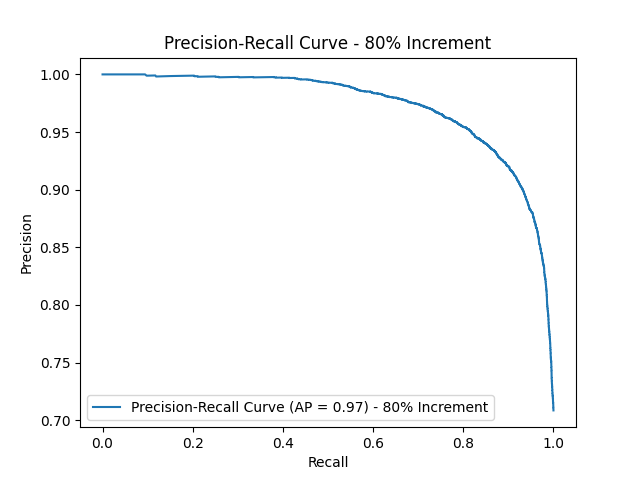 Precision-Recall Curve - 80% Increment
1.00
0.95
0.90
0.85
0.80
0.75
0.70
Precision
Precision-Recall Curve (AP = 0.97) - 80% Increment
0.0 0.2 0.4 0.6 0.8 1.0
Recall